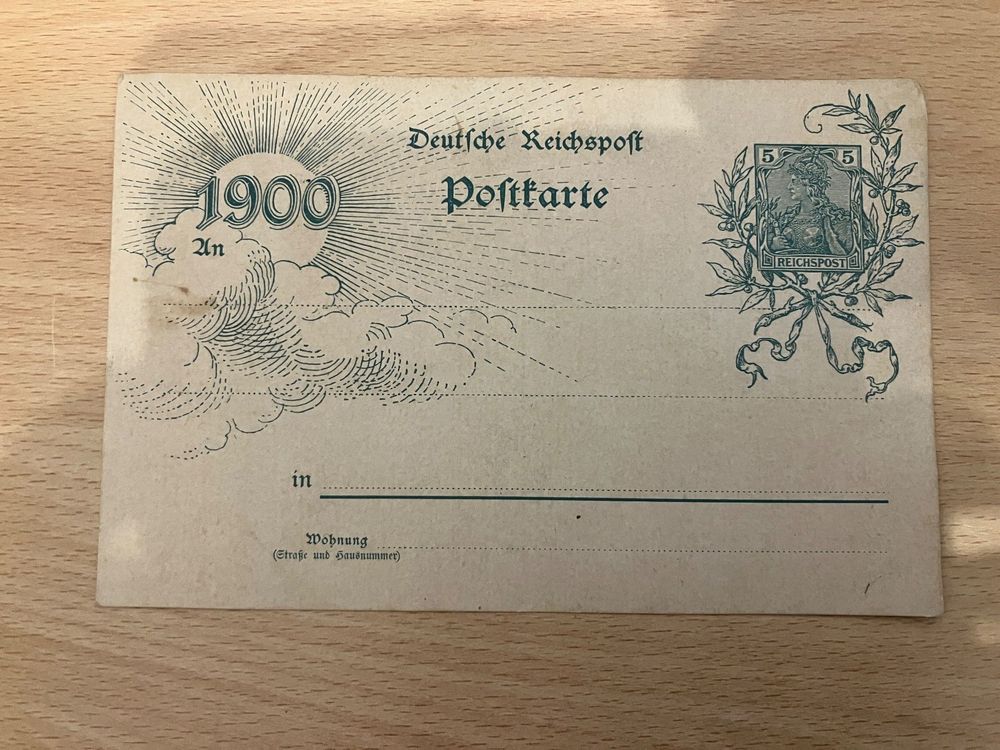 Deutſche Reichspoſt
Poſtkarte
1900
An
5 5
REICHSPOST
in
Wohnung
(Straße und Hausnummer)